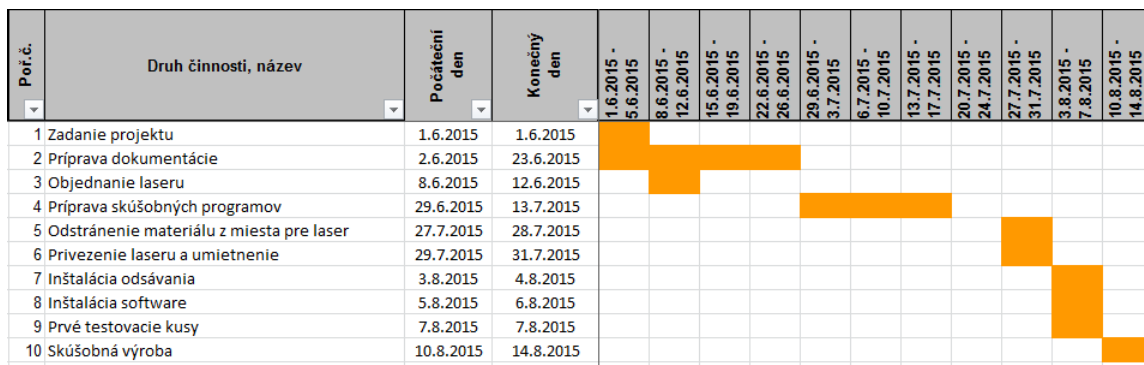 Poř.č. Druh činnosti, název Počáteční den Konečný den 1.6.2015 - 5.6.2015 8.6.2015 - 12.6.2015 15.6.2015 - 19.6.2015 22.6.2015 - 26.6.2015 29.6.2015 - 3.7.2015 6.7.2015 - 10.7.2015 13.7.2015 - 17.7.2015 20.7.2015 - 24.7.2015 27.7.2015 - 31.7.2015 3.8.2015 - 7.8.2015 10.8.2015 - 14.8.2015
1 Zadanie projektu 1.6.2015 1.6.2015
2 Príprava dokumentácie 2.6.2015 23.6.2015
3 Objednanie laseru 8.6.2015 12.6.2015
4 Príprava skúšobných programov 29.6.2015 13.7.2015
5 Odstránenie materiálu z miesta pre laser 27.7.2015 28.7.2015
6 Privezenie laseru a umietnenie 29.7.2015 31.7.2015
7 Inštalácia odsávania 3.8.2015 4.8.2015
8 Inštalácia software 5.8.2015 6.8.2015
9 Prvé testovacie kusy 7.8.2015 7.8.2015
10 Skúšobná výroba 10.8.2015 14.8.2015